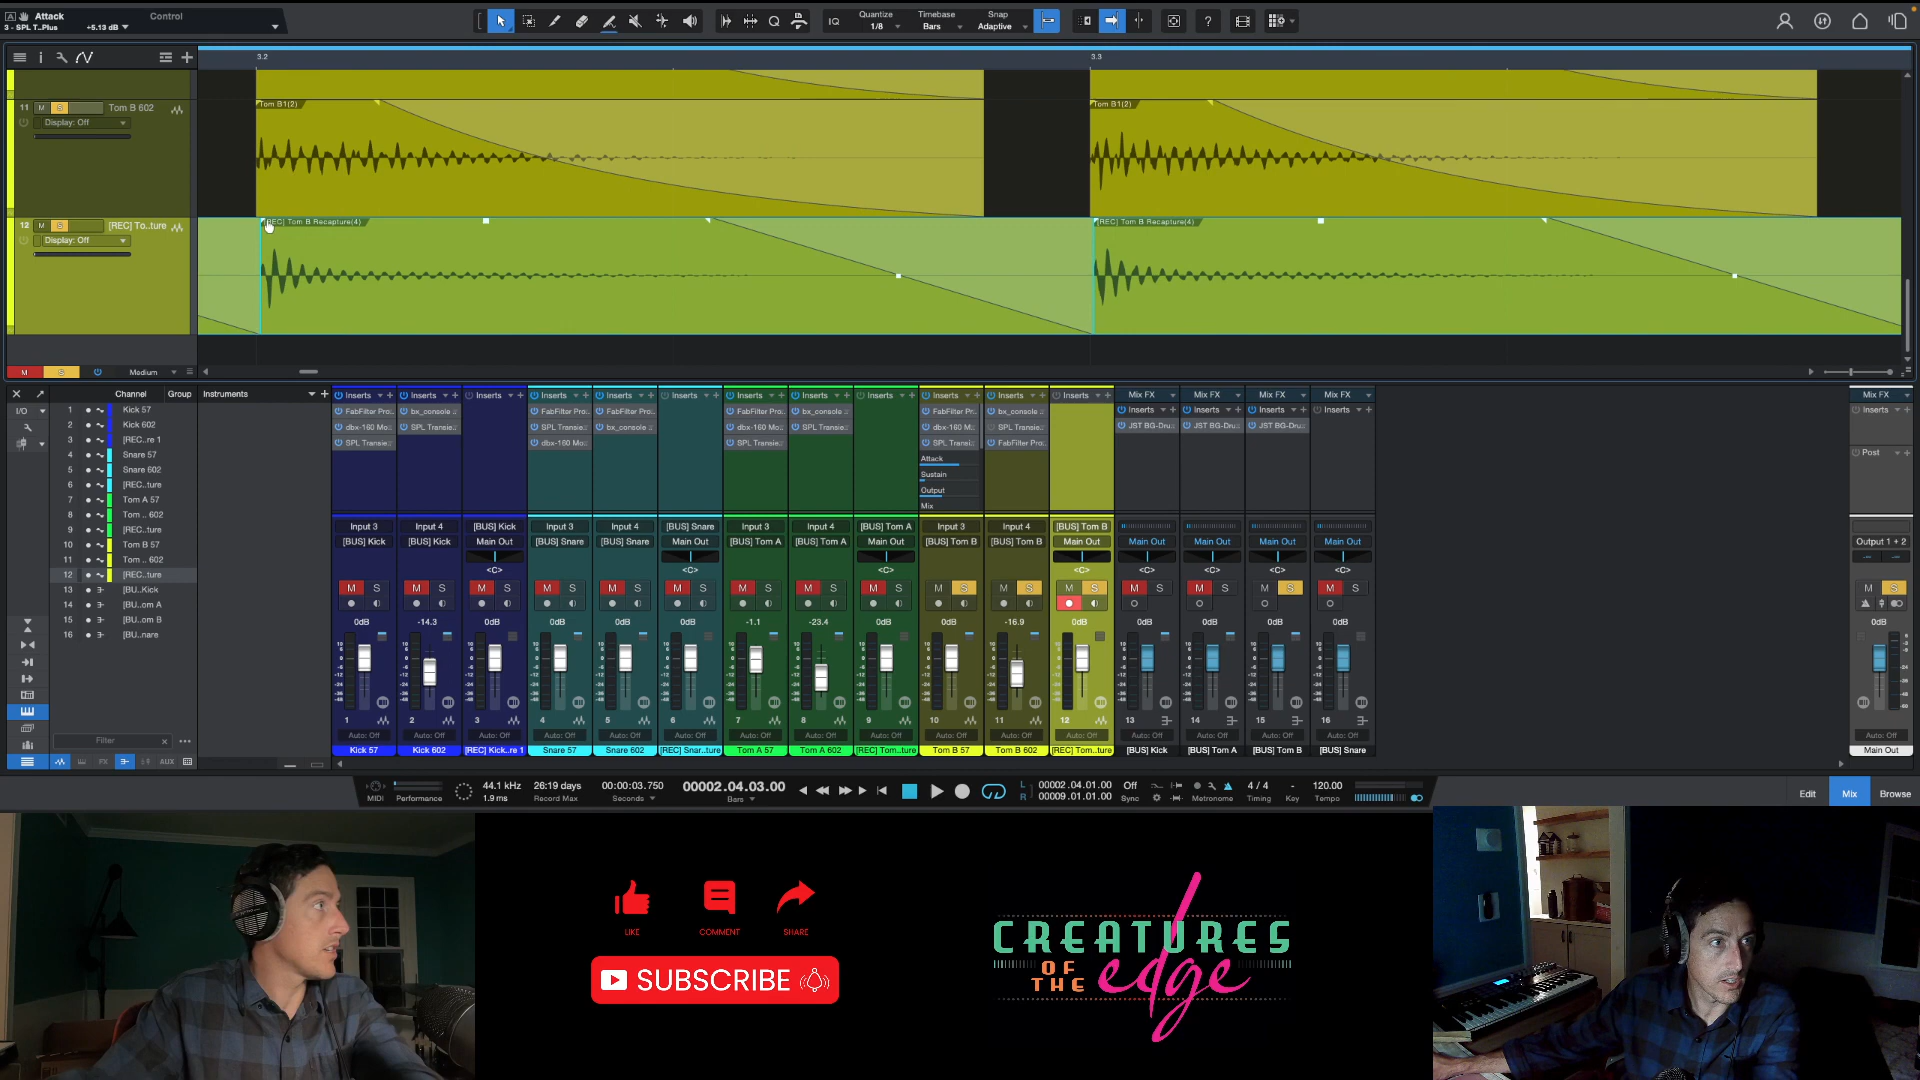 Attack
3 - SPL T..Plus
+5.13 dB
Control
IQ
Quantize
1/8
Timebase
Bars
Snap
Adaptive
?
3.2
3.3
11 M S Tom B 602
Display: Off
Tom B1(2)
Tom B1(2)
12 M S [REC] To..ture
Display: Off
[REC] Tom B Recapture(4)
[REC] Tom B Recapture(4)
M S Medium
I/O
Channel Group
1 Kick 57
2 Kick 602
3 [REC..re 1
4 Snare 57
5 Snare 602
6 [REC..ture
7 Tom A 57
8 Tom .. 602
9 [REC..ture
10 Tom B 57
11 Tom .. 602
12 [REC..ture
13 [BU..Kick
14 [BU..om A
15 [BU..om B
16 [BU..nare
Filter
FX
AUX
Instruments
Inserts Inserts Inserts Inserts Inserts Inserts Inserts Inserts Inserts Inserts Inserts Inserts
Mix FX Mix FX Mix FX Mix FX Mix FX
Inserts Inserts Inserts Inserts Inserts
FabFilter Pro.. bx_console FabFilter Pro.. FabFilter Pro.. FabFilter Pro.. bx_console FabFilter Pro.. bx_console
dbx-160 Mo.. SPL Transie.. SPL Transie.. bx_console dbx-160 Mo.. SPL Transie.. dbx-160 Mo.. SPL Transie..
JST BG-Dru.. JST BG-Dru.. JST BG-Dru..
SPL Transie.. dbx-160 Mo.. SPL Transie.. SPL Transie.. FabFilter Pro..
Attack
Sustain
Output
Mix
Post
Input 3 Input 4 [BUS] Kick Input 3 Input 4 [BUS] Snare Input 3 Input 4 [BUS] Tom A Input 3 Input 4 [BUS] Tom B
[BUS] Kick [BUS] Kick Main Out [BUS] Snare [BUS] Snare Main Out [BUS] Tom A [BUS] Tom A Main Out [BUS] Tom B [BUS] Tom B Main Out Main Out Main Out Main Out Main Out Output 1 + 2
<C> <C> <C> <C> <C> <C> <C> <C>
M S M S M S M S M S M S M S M S M S M S M S M S M S M S M S M S M S
0dB -14.3 0dB 0dB 0dB 0dB -1.1 -23.4 0dB 0dB -16.9 0dB 0dB 0dB 0dB 0dB 0dB
1 2 3 4 5 6 7 8 9 10 11 12 13 14 15 16
Auto: Off Auto: Off Auto: Off Auto: Off Auto: Off Auto: Off Auto: Off Auto: Off Auto: Off Auto: Off Auto: Off Auto: Off Auto: Off Auto: Off Auto: Off Auto: Off Auto: Off
Kick 57 Kick 602 [REC] Kick..re 1 Snare 57 Snare 602 [REC] Snar..ture Tom A 57 Tom A 602 [REC] Tom..ture Tom B 57 Tom B 602 [REC] Tom..ture [BUS] Kick [BUS] Tom A [BUS] Tom B [BUS] Snare Main Out
MIDI
Performance
44.1 kHz
1.9 ms
26:19 days
Record Max
00:00:03.750
Seconds
00002.04.03.00
Bars
L 00002.04.01.00
R 00009.01.01.00
Off
Sync
Metronome
4 / 4
Timing
-
Key
120.00
Tempo
Edit Mix Browse
LIKE
COMMENT
SHARE
SUBSCRIBE
CREATURES
OF
THE
edge